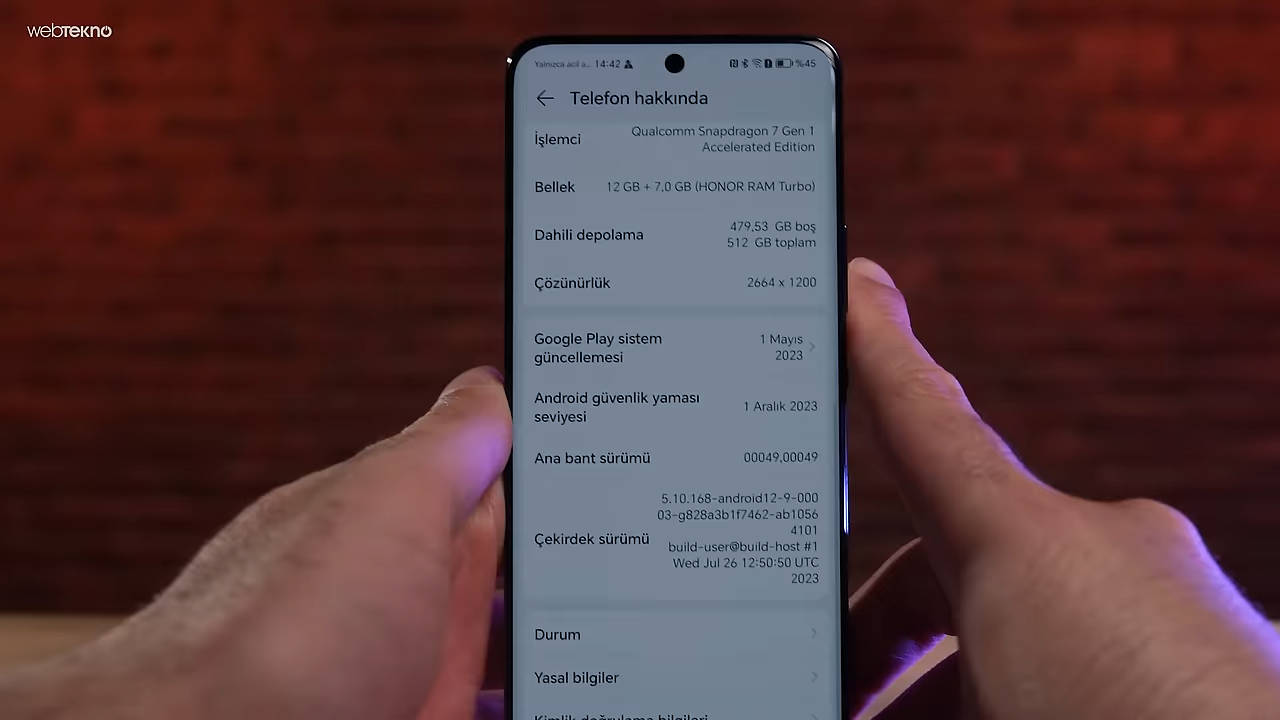 webtekno
Yalnızca acil a... 14:42 %45
Telefon hakkında
İşlemci
Qualcomm Snapdragon 7 Gen 1
Accelerated Edition
Bellek 12 GB + 7,0 GB (HONOR RAM Turbo)
Dahili depolama
479,53 GB boş
512 GB toplam
Çözünürlük 2664 x 1200
Google Play sistem
güncellemesi
1 Mayıs
2023
Android güvenlik yaması
seviyesi
1 Aralık 2023
Ana bant sürümü 00049,00049
Çekirdek sürümü
5.10.168-android12-9-000
03-g828a3b1f7462-ab1056
4101
build-user@build-host #1
Wed Jul 26 12:50:50 UTC
2023
Durum
Yasal bilgiler
Kimlik doğrulama bilgileri